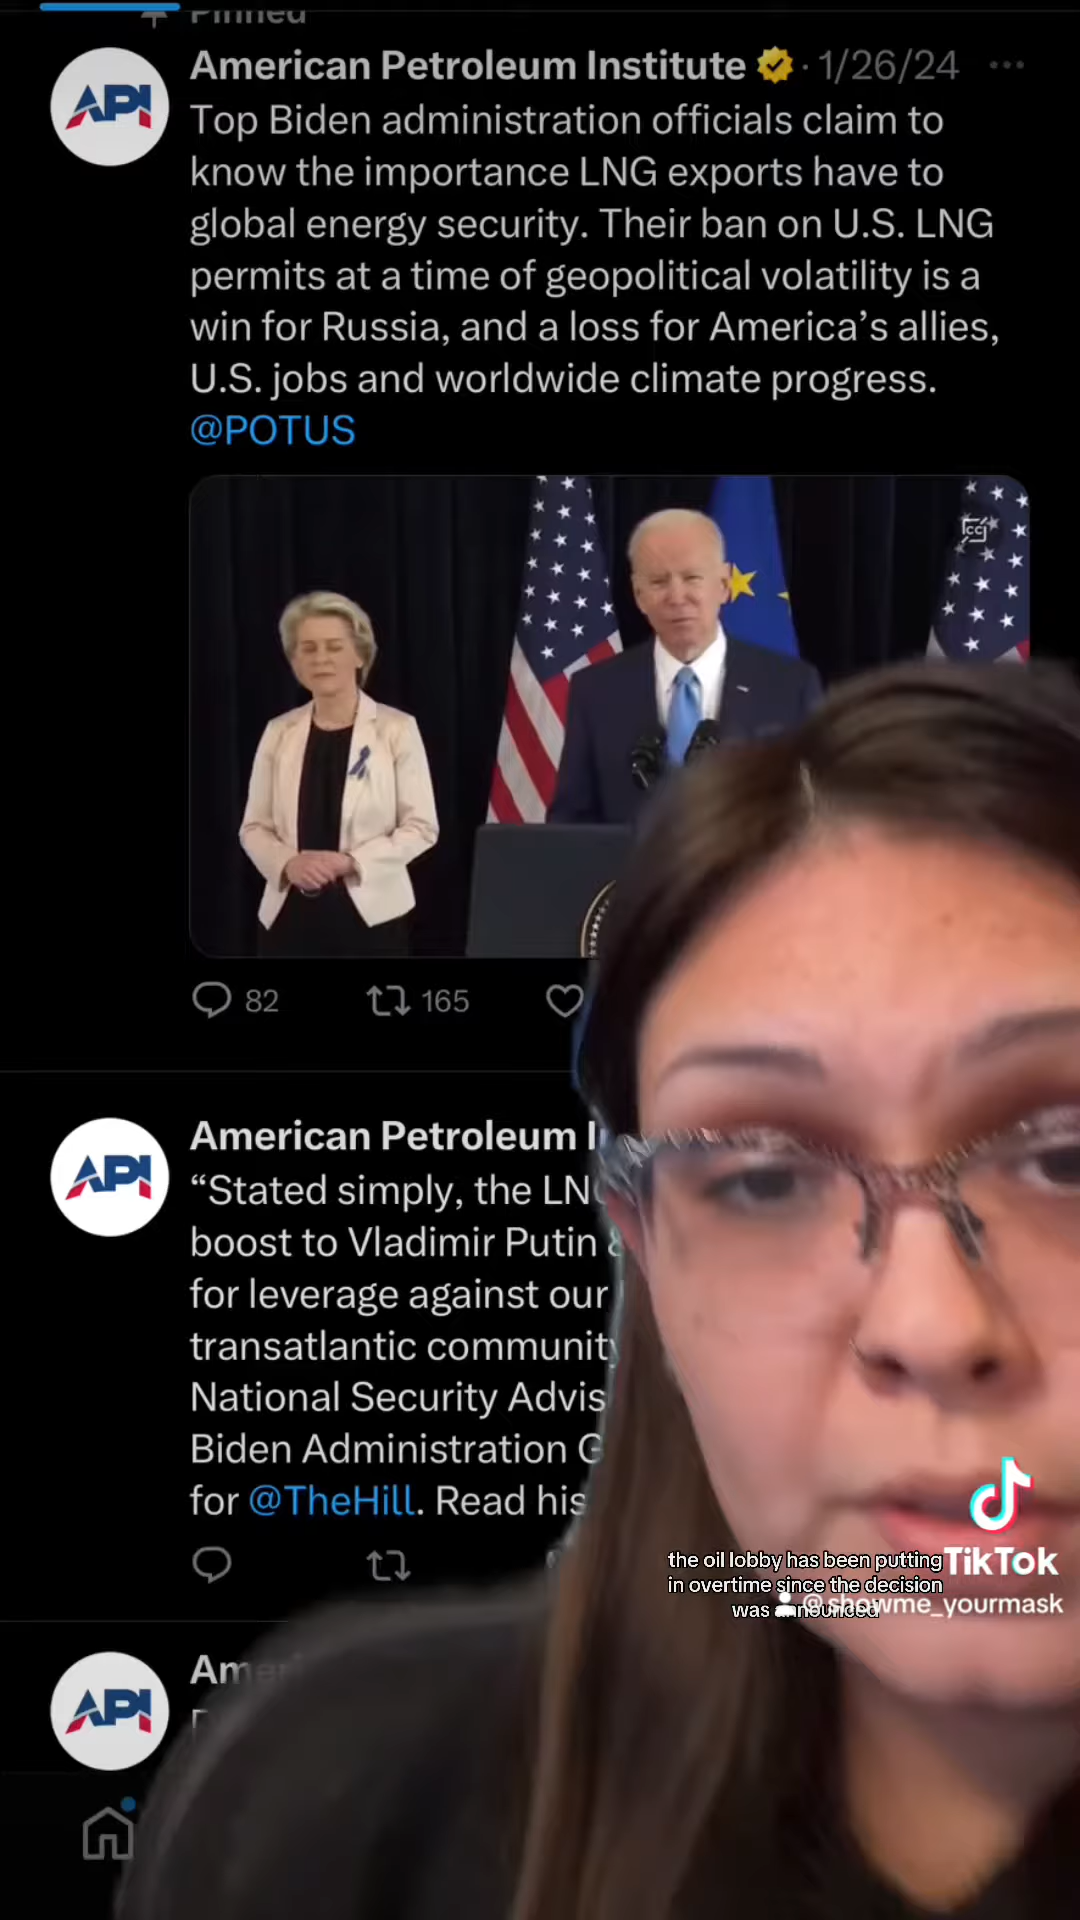 Pinned
American Petroleum Institute · 1/26/24
Top Biden administration officials claim to
know the importance LNG exports have to
global energy security. Their ban on U.S. LNG
permits at a time of geopolitical volatility is a
win for Russia, and a loss for America's allies,
U.S. jobs and worldwide climate progress.
@POTUS
82 165
American Petroleum
"Stated simply, the
boost to Vladimir Putin
for leverage against our
transatlantic community
National Security
Biden Administration
for @TheHill. Read his
API
API
API
TikTok
@showme_yourmask
the oil lobby has been putting
in overtime since the decision
was announced